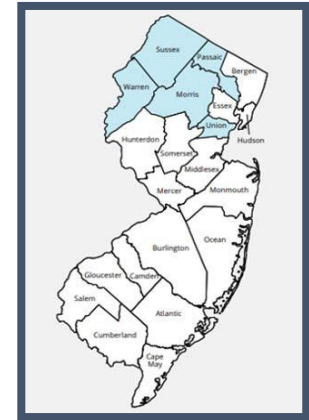 Sussex
Passaic
Bergen
Warren
Morris
Essex
Union
Hudson
Hunterdon
Somerset
Middlesex
Mercer
Monmouth
Ocean
Burlington
Gloucester
Camden
Salem
Atlantic
Cumberland
Cape
May